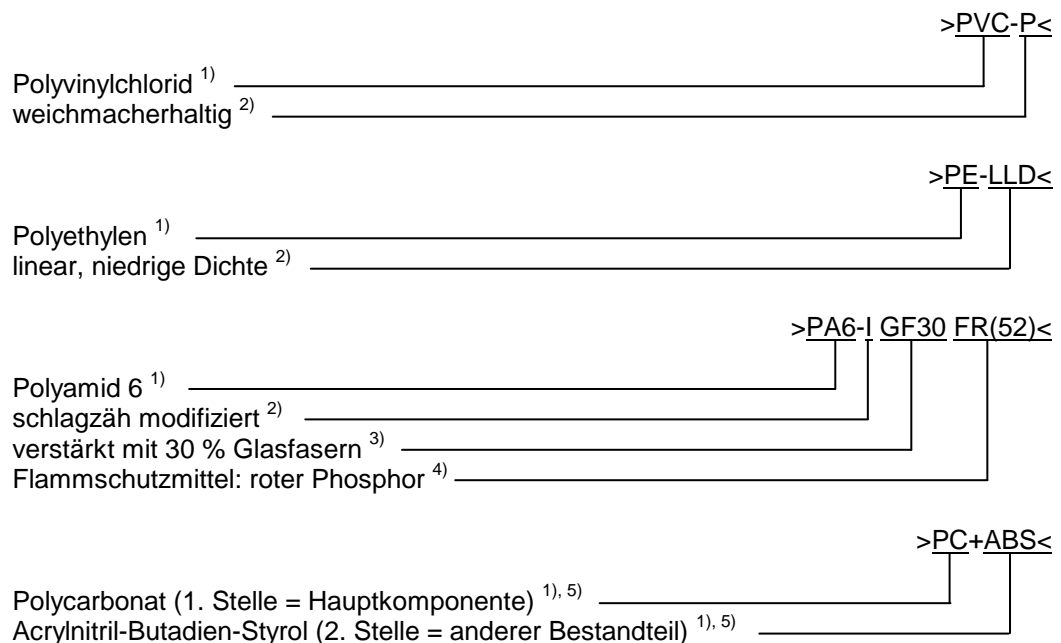 >PVC-P<
Polyvinylchlorid 1)
weichmacherhaltig 2)
>PE-LLD<
Polyethylen 1)
linear, niedrige Dichte 2)
>PA6-I GF30 FR(52)<
Polyamid 6 1)
schlagzäh modifiziert 2)
verstärkt mit 30 % Glasfasern 3)
Flammschutzmittel: roter Phosphor 4)
>PC+ABS<
Polycarbonat (1. Stelle = Hauptkomponente) 1), 5)
Acrylnitril-Butadien-Styrol (2. Stelle = anderer Bestandteil) 1), 5)